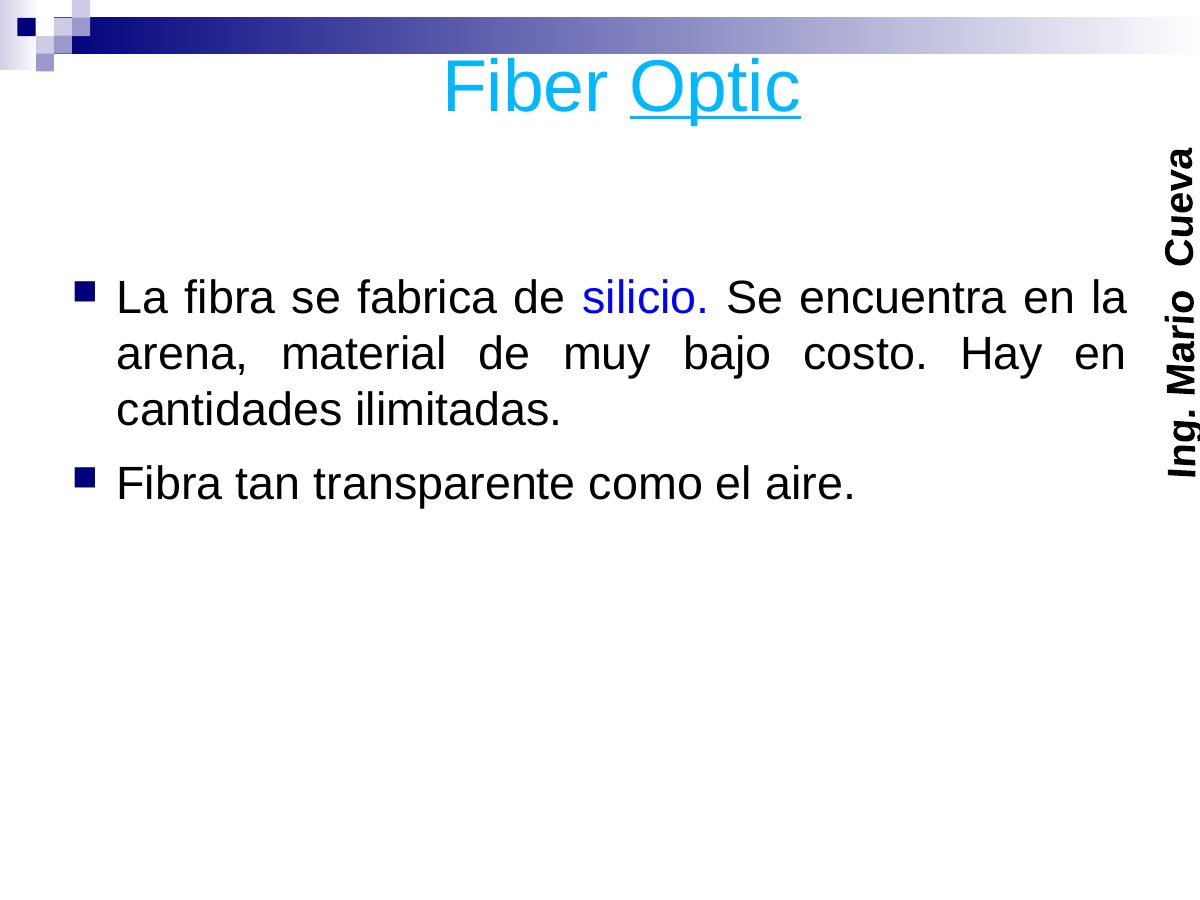 Fiber Optic
La fibra se fabrica de silicio. Se encuentra en la
arena, material de muy bajo costo. Hay en
cantidades ilimitadas.
Fibra tan transparente como el aire.
Ing. Mario Cueva